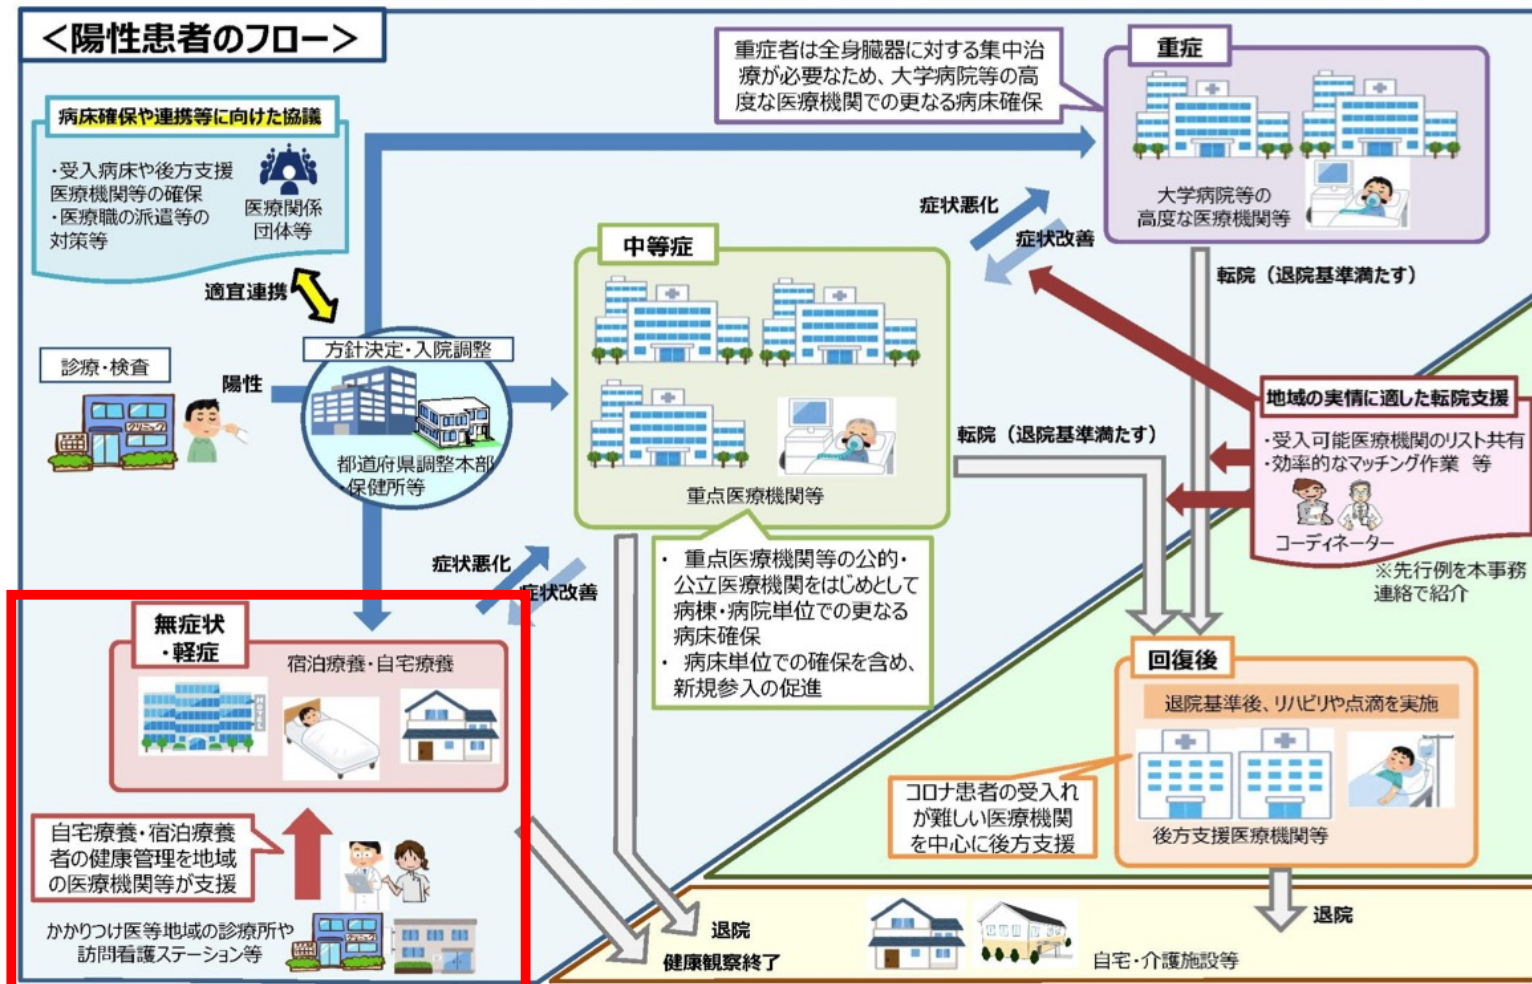 ＜陽性患者のフロー＞
病床確保や連携等に向けた協議
・受入病床や後方支援
医療機関等の確保
・医療職の派遣等の
対策等
医療関係
団体等
適宜連携
診療・検査
クリニック
陽性
方針決定・入院調整
都道府県調整本部
・保健所等
重症者は全身臓器に対する集中治
療が必要なため、大学病院等の高
度な医療機関での更なる病床確保
重症
大学病院等の
高度な医療機関等
症状悪化
症状改善
中等症
重点医療機関等
転院（退院基準満たす）
転院（退院基準満たす）
地域の実情に適した転院支援
・受入可能医療機関のリスト共有
・効率的なマッチング作業 等
コーディネーター
※先行例を本事務
連絡で紹介
・ 重点医療機関等の公的・
公立医療機関をはじめとして
病棟・病院単位での更なる
病床確保
・ 病床単位での確保を含め、
新規参入の促進
症状悪化
症状改善
無症状
・軽症
宿泊療養・自宅療養
HOTEL
自宅療養・宿泊療養
者の健康管理を地域
の医療機関等が支援
かかりつけ医等地域の診療所や
訪問看護ステーション等
回復後
退院基準後、リハビリや点滴を実施
後方支援医療機関等
コロナ患者の受入れ
が難しい医療機関
を中心に後方支援
退院
退院
健康観察終了
自宅・介護施設等